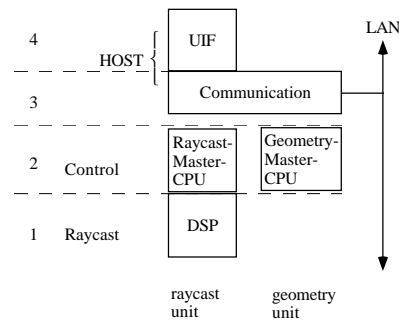 LAN
4
UIF
HOST
3
Communication
2
Control
Raycast-
Master-
CPU
Geometry-
Master-
CPU
1
Raycast
DSP
raycast
unit
geometry
unit